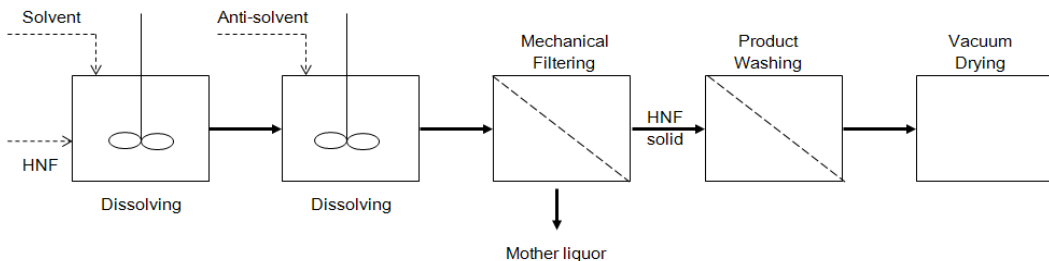 Solvent
Anti-solvent
Mechanical
Filtering
Product
Washing
Vacuum
Drying
HNF
HNF
solid
Dissolving
Dissolving
Mother liquor